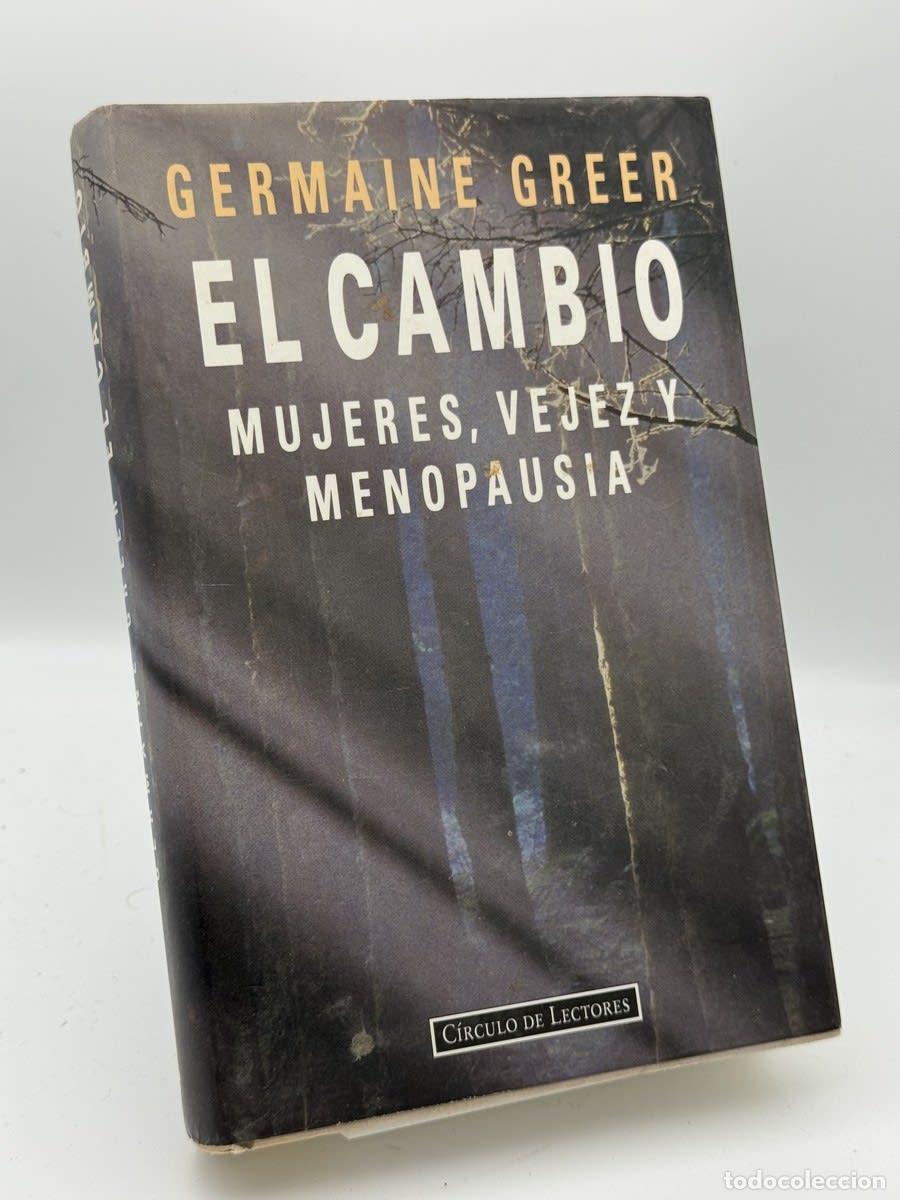 GERMAINE GREER
EL CAMBIO
MUJERES, VEJEZ Y
MENOPAUSIA
CÍRCULO DE LECTORES
todocoleccion